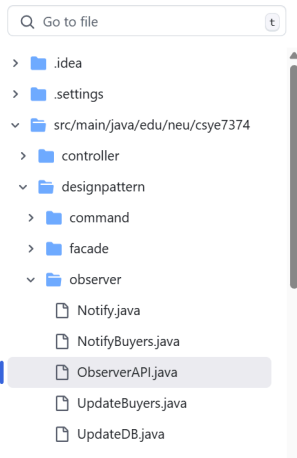 Go to file t
.idea
.settings
src/main/java/edu/neu/csye7374
controller
designpattern
command
facade
observer
Notify.java
NotifyBuyers.java
ObserverAPI.java
UpdateBuyers.java
UpdateDB.java